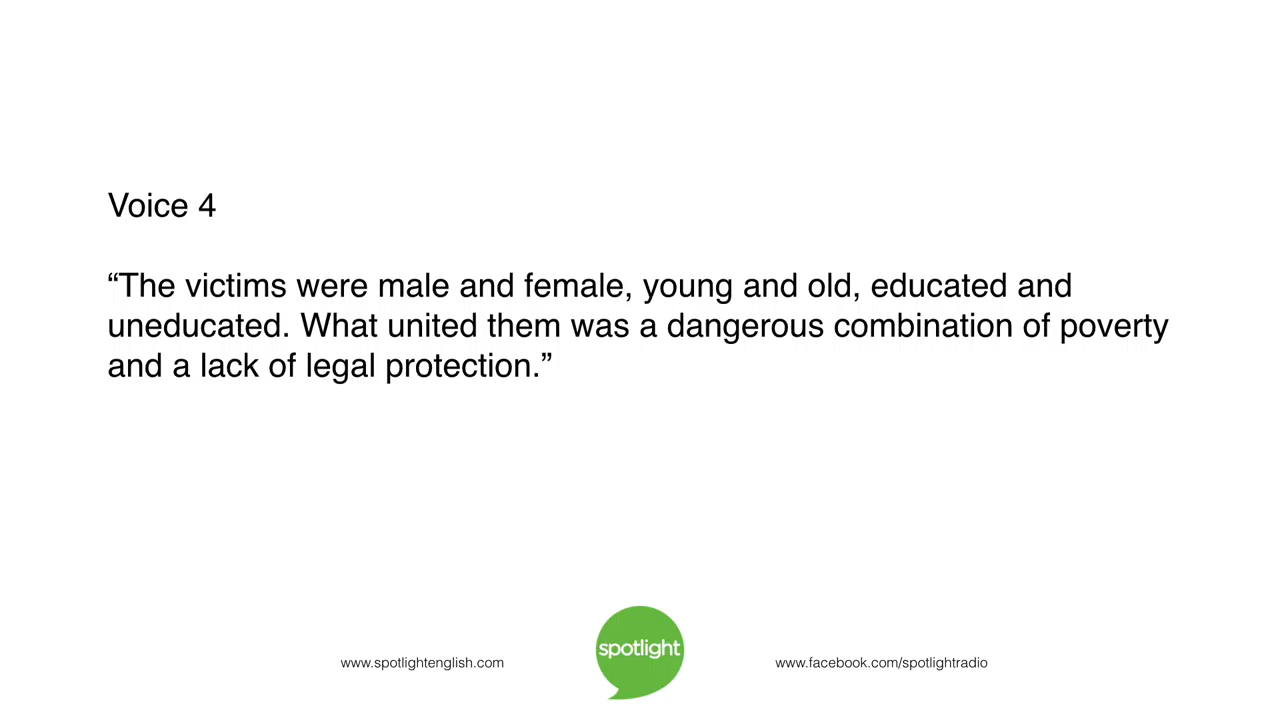 Voice 4
“The victims were male and female, young and old, educated and
uneducated. What united them was a dangerous combination of poverty
and a lack of legal protection.”
www.spotlightenglish.com
spotlight
www.facebook.com/spotlightradio